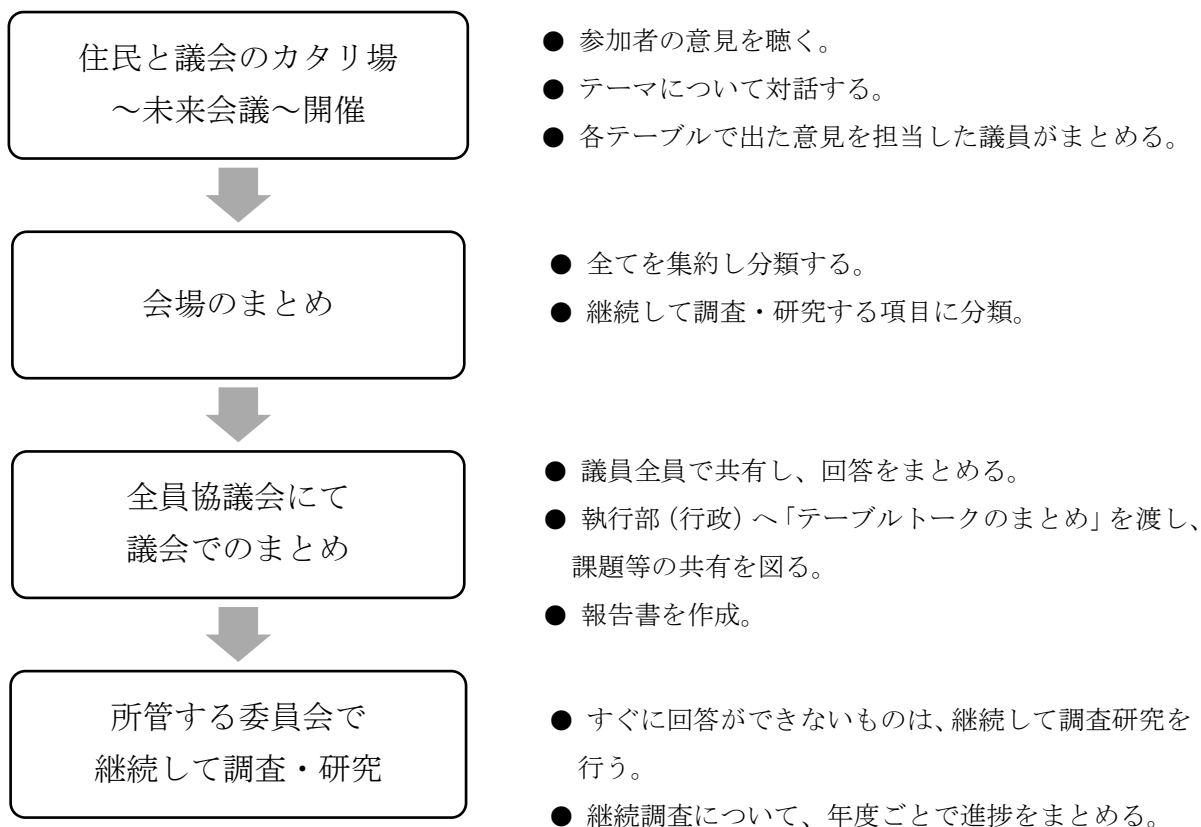 住民と議会のカタリ場
～未来会議～開催
● 参加者の意見を聴く。
● テーマについて対話する。
● 各テーブルで出た意見を担当した議員がまとめる。
会場のまとめ
● 全てを集約し分類する。
● 継続して調査・研究する項目に分類。
全員協議会にて
議会でのまとめ
● 議員全員で共有し、回答をまとめる。
● 執行部（行政）へ「テーブルトークのまとめ」を渡し、
課題等の共有を図る。
● 報告書を作成。
所管する委員会で
継続して調査・研究
● すぐに回答ができないものは、継続して調査研究を
行う。
● 継続調査について、年度ごとで進捗をまとめる。